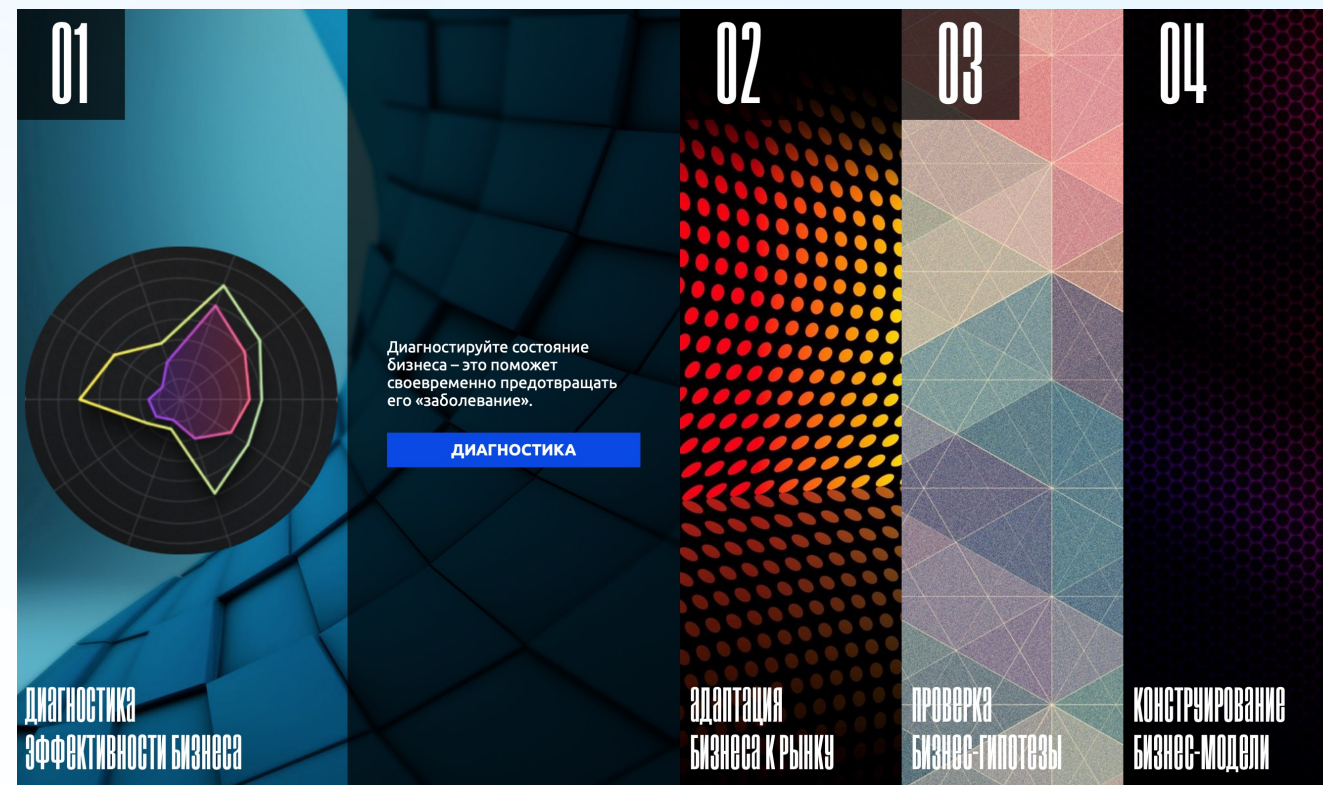 01
Диагностируйте состояние
бизнеса – это поможет
своевременно предотвращать
его «заболевание».
ДИАГНОСТИКА
ДИАГНОСТИКА
ЭФФЕКТИВНОСТИ БИЗНЕСА
02
АДАПТАЦИЯ
БИЗНЕСА К РЫНКУ
03
ПРОВЕРКА
БИЗНЕС-ГИПОТЕЗЫ
04
КОНСТРУИРОВАНИЕ
БИЗНЕС-МОДЕЛИ